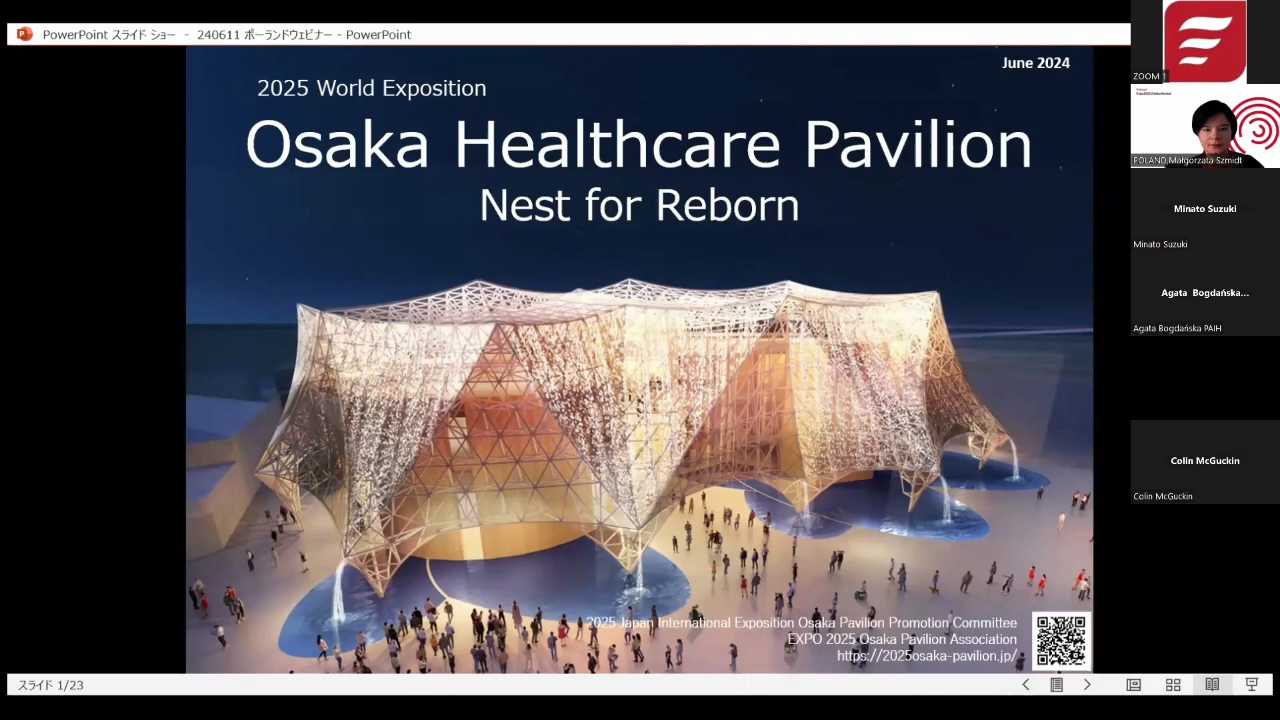 PowerPoint スライド ショー - 240611 ポーランドウェビナー - PowerPoint
June 2024
2025 World Exposition
Osaka Healthcare Pavilion
Nest for Reborn
2025 Japan International Exposition Osaka Pavilion Promotion Committee
EXPO 2025 Osaka Pavilion Association
https://2025osaka-pavilion.jp/
スライド 1/23
ZOOM 1
POLAND Małgorzata Szmidt
Minato Suzuki
Minato Suzuki
Agata Bogdańska...
Agata Bogdańska PAIH
Colin McGuckin
Colin McGuckin